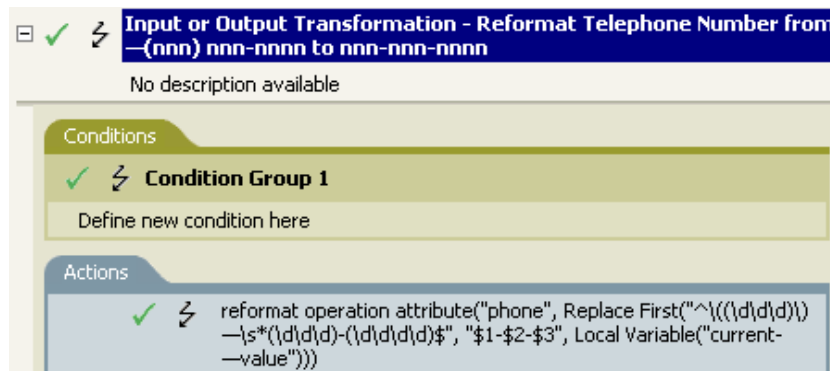 Input or Output Transformation - Reformat Telephone Number from
—(nnn) nnn-nnnn to nnn-nnn-nnnn
No description available
Conditions
Condition Group 1
Define new condition here
Actions
reformat operation attribute("phone", Replace First("^\((\d\d\d)\)
—\s*(\d\d\d)-(\d\d\d\d)$", "$1-$2-$3", Local Variable("current-
—value")))